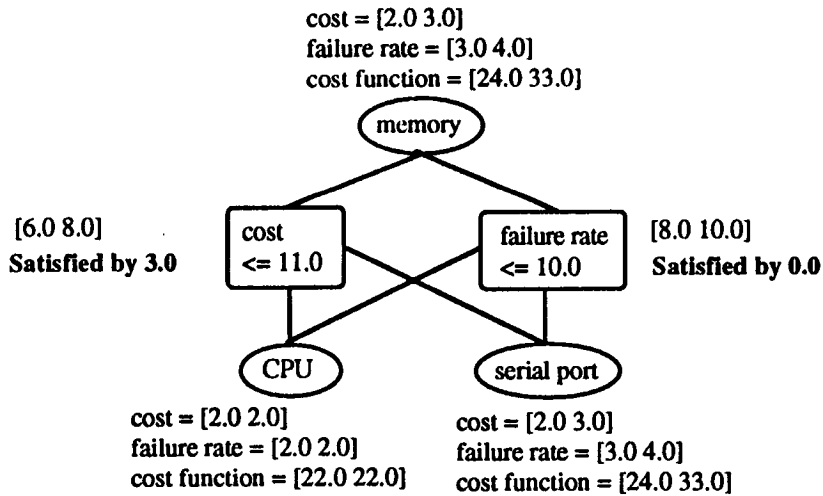 cost = [2.0 3.0]
failure rate = [3.0 4.0]
cost function = [24.0 33.0]
memory
[6.0 8.0]
Satisfied by 3.0
cost
<= 11.0
failure rate
<= 10.0
[8.0 10.0]
Satisfied by 0.0
CPU
serial port
cost = [2.0 2.0]
failure rate = [2.0 2.0]
cost function = [22.0 22.0]
cost = [2.0 3.0]
failure rate = [3.0 4.0]
cost function = [24.0 33.0]